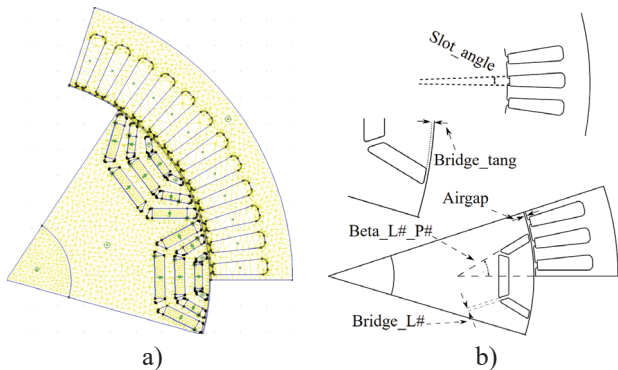 Slot_angle
Bridge_tang
Airgap
Beta_L#_P#
Bridge_L#
a)
b)